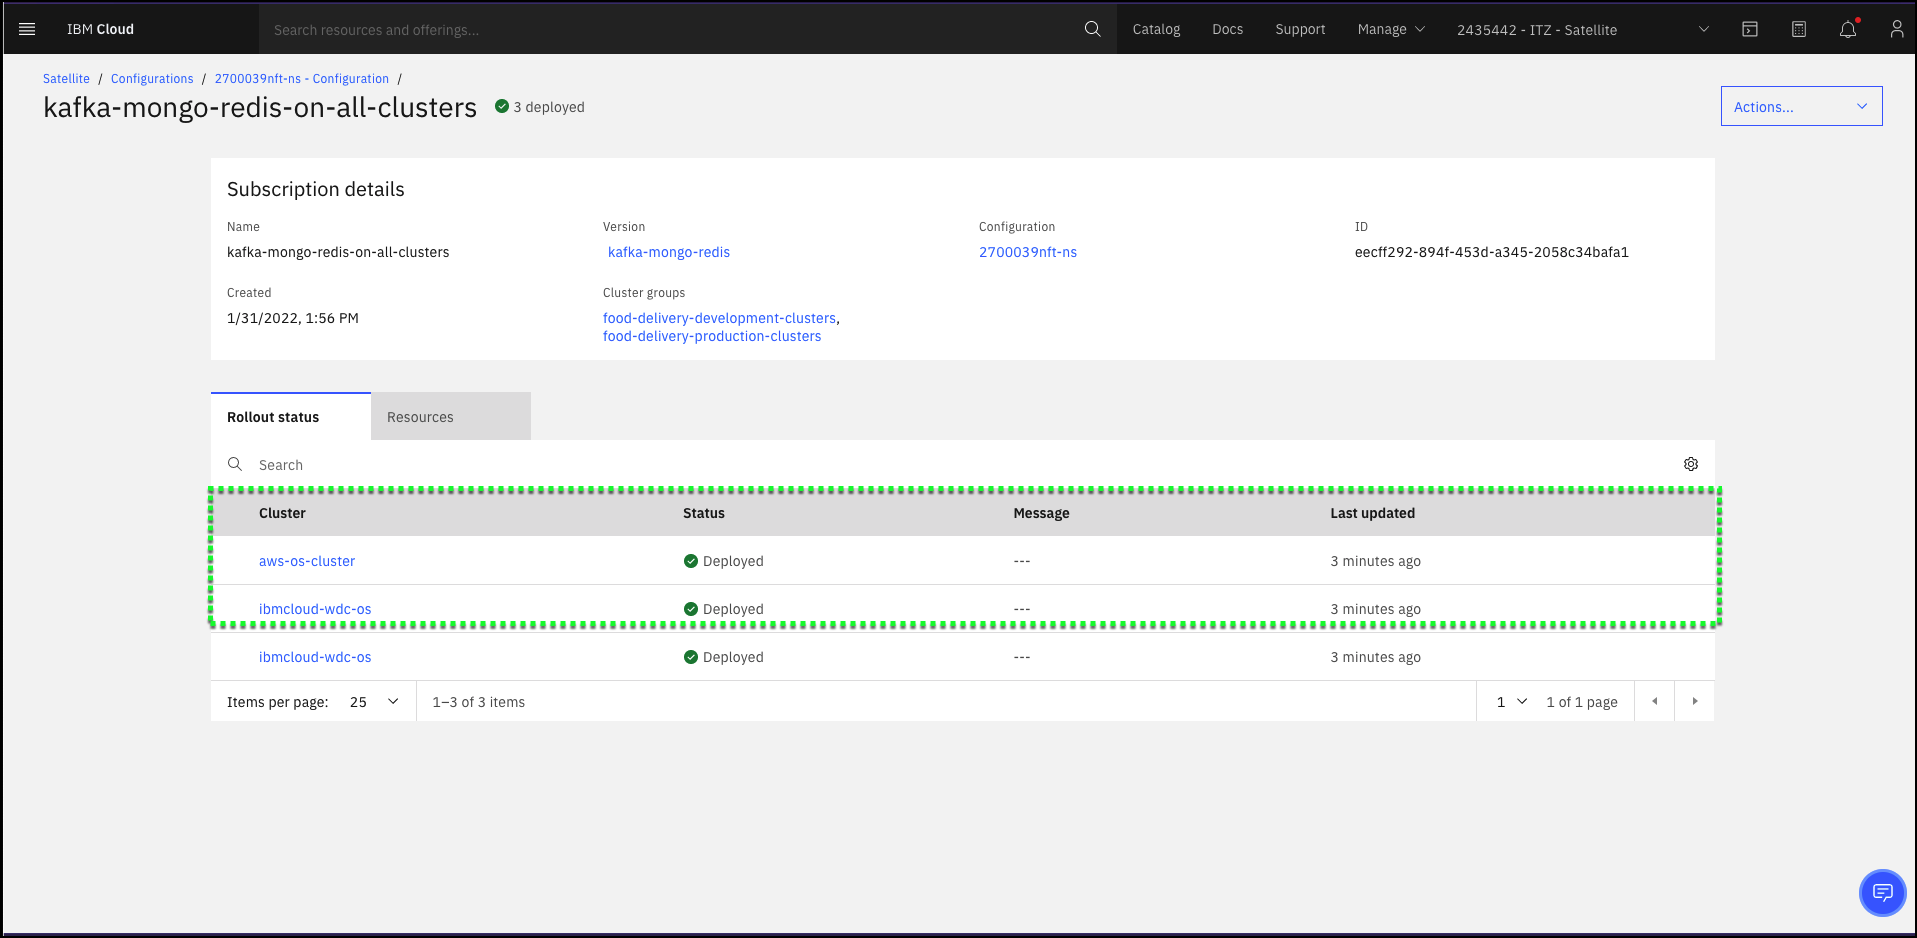 IBM Cloud
Search resources and offerings...
Catalog
Docs
Support
Manage
2435442 - ITZ - Satellite
Satellite / Configurations / 2700039nft-ns - Configuration /
kafka-mongo-redis-on-all-clusters
3 deployed
Actions...
Subscription details
Name
Version
Configuration
ID
kafka-mongo-redis-on-all-clusters
kafka-mongo-redis
2700039nft-ns
eecff292-894f-453d-a345-2058c34bafa1
Created
Cluster groups
1/31/2022, 1:56 PM
food-delivery-development-clusters,
food-delivery-production-clusters
Rollout status
Resources
Search
Cluster Status Message Last updated
aws-os-cluster Deployed --- 3 minutes ago
ibmcloud-wdc-os Deployed --- 3 minutes ago
ibmcloud-wdc-os Deployed --- 3 minutes ago
Items per page: 25
1–3 of 3 items
1
1 of 1 page